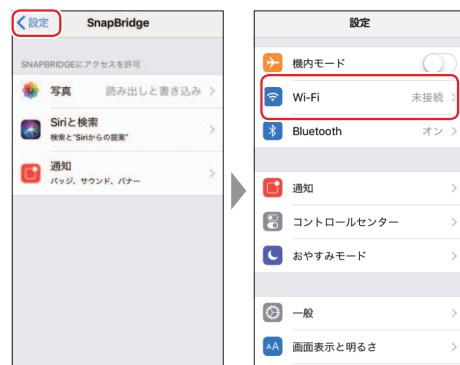 設定
SnapBridge
SNAPBRIDGEにアクセスを許可
写真
読み出しと書き込み
Siriと検索
検索と"Siriからの提案"
通知
バッジ、サウンド、バナー
設定
機内モード
Wi-Fi
未接続
Bluetooth
オン
通知
コントロールセンター
おやすみモード
一般
AA
画面表示と明るさ